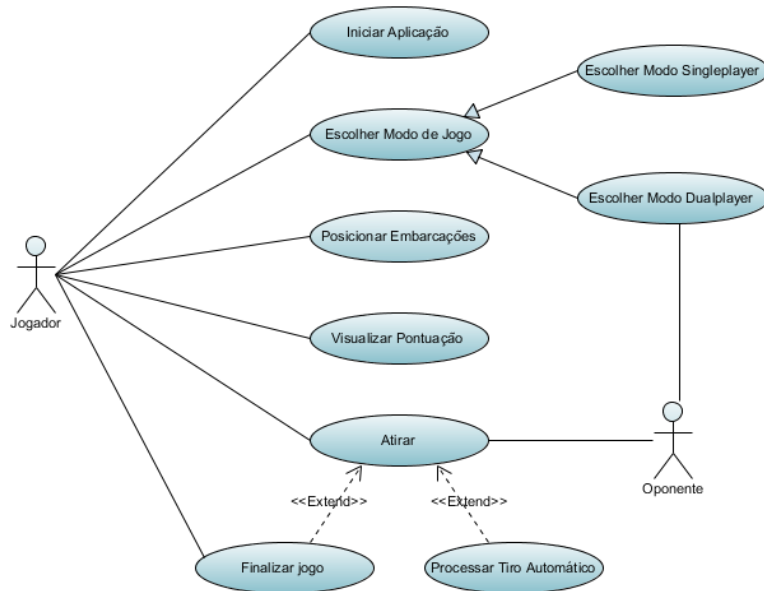 Iniciar Aplicação
Escolher Modo Singleplayer
Escolher Modo de Jogo
Escolher Modo Dualplayer
Posicionar Embarcações
Jogador
Visualizar Pontuação
Atirar
Oponente
<<Extend>>
<<Extend>>
Finalizar jogo
Processar Tiro Automático